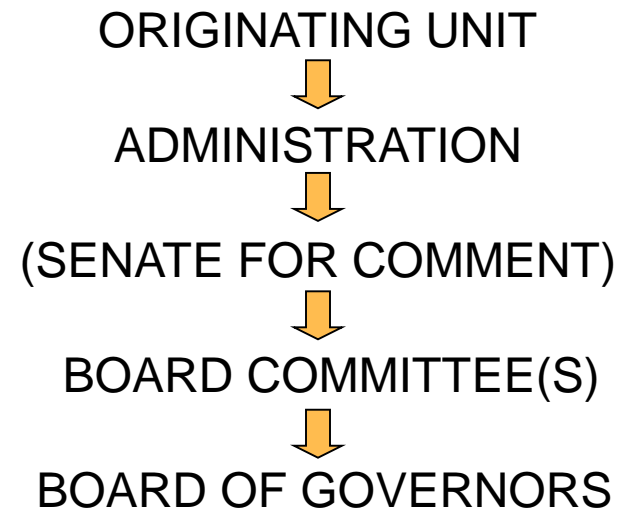 ORIGINATING UNIT
ADMINISTRATION
(SENATE FOR COMMENT)
BOARD COMMITTEE(S)
BOARD OF GOVERNORS